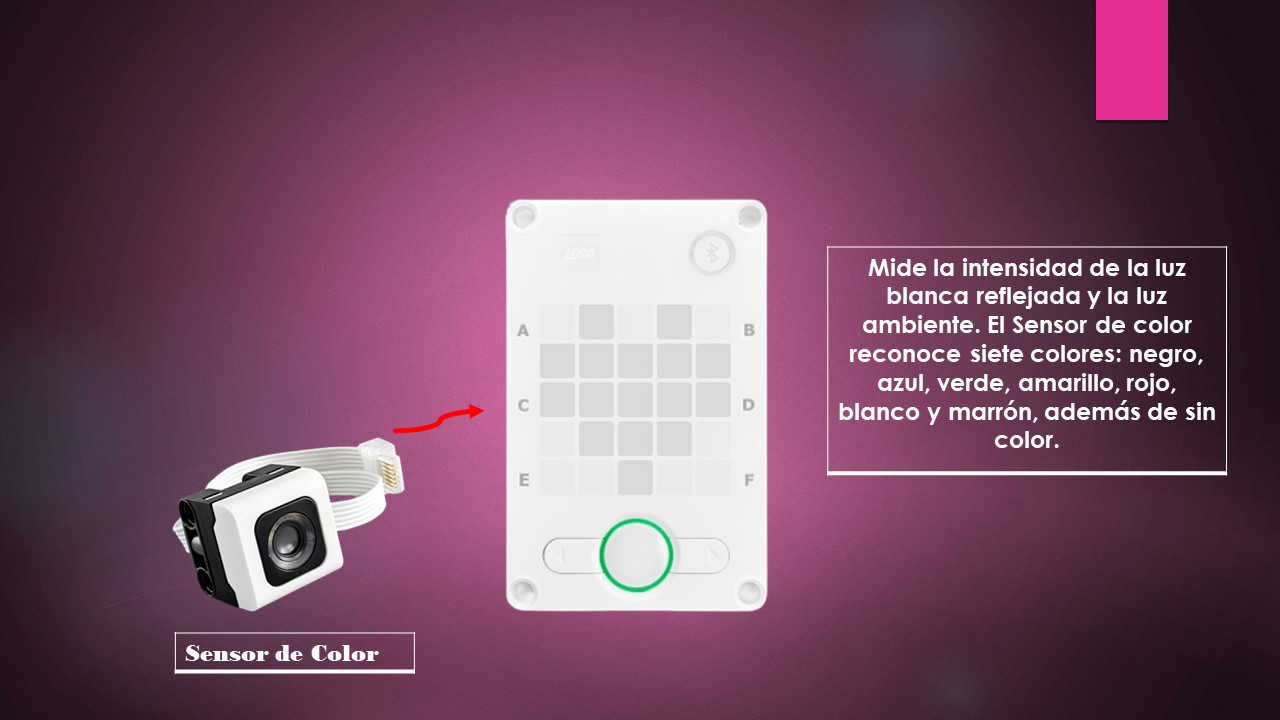 LEGO
A
B
C
D
E
F
Mide la intensidad de la luz
blanca reflejada y la luz
ambiente. El Sensor de color
reconoce siete colores: negro,
azul, verde, amarillo, rojo,
blanco y marrón, además de sin
color.
Sensor de Color